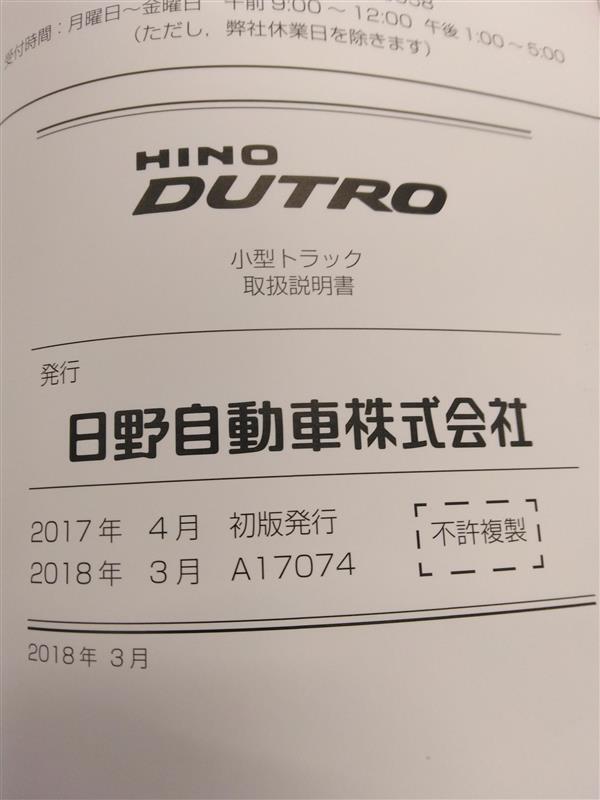 受付時間：月曜日～金曜日 午前9:00～12:00 午後1:00～5:00
（ただし，弊社休業日を除きます）
HINO
DUTRO
小型トラック
取扱説明書
発行
日野自動車株式会社
2017年 4月 初版発行
2018年 3月 A17074
不許複製
2018年 3月